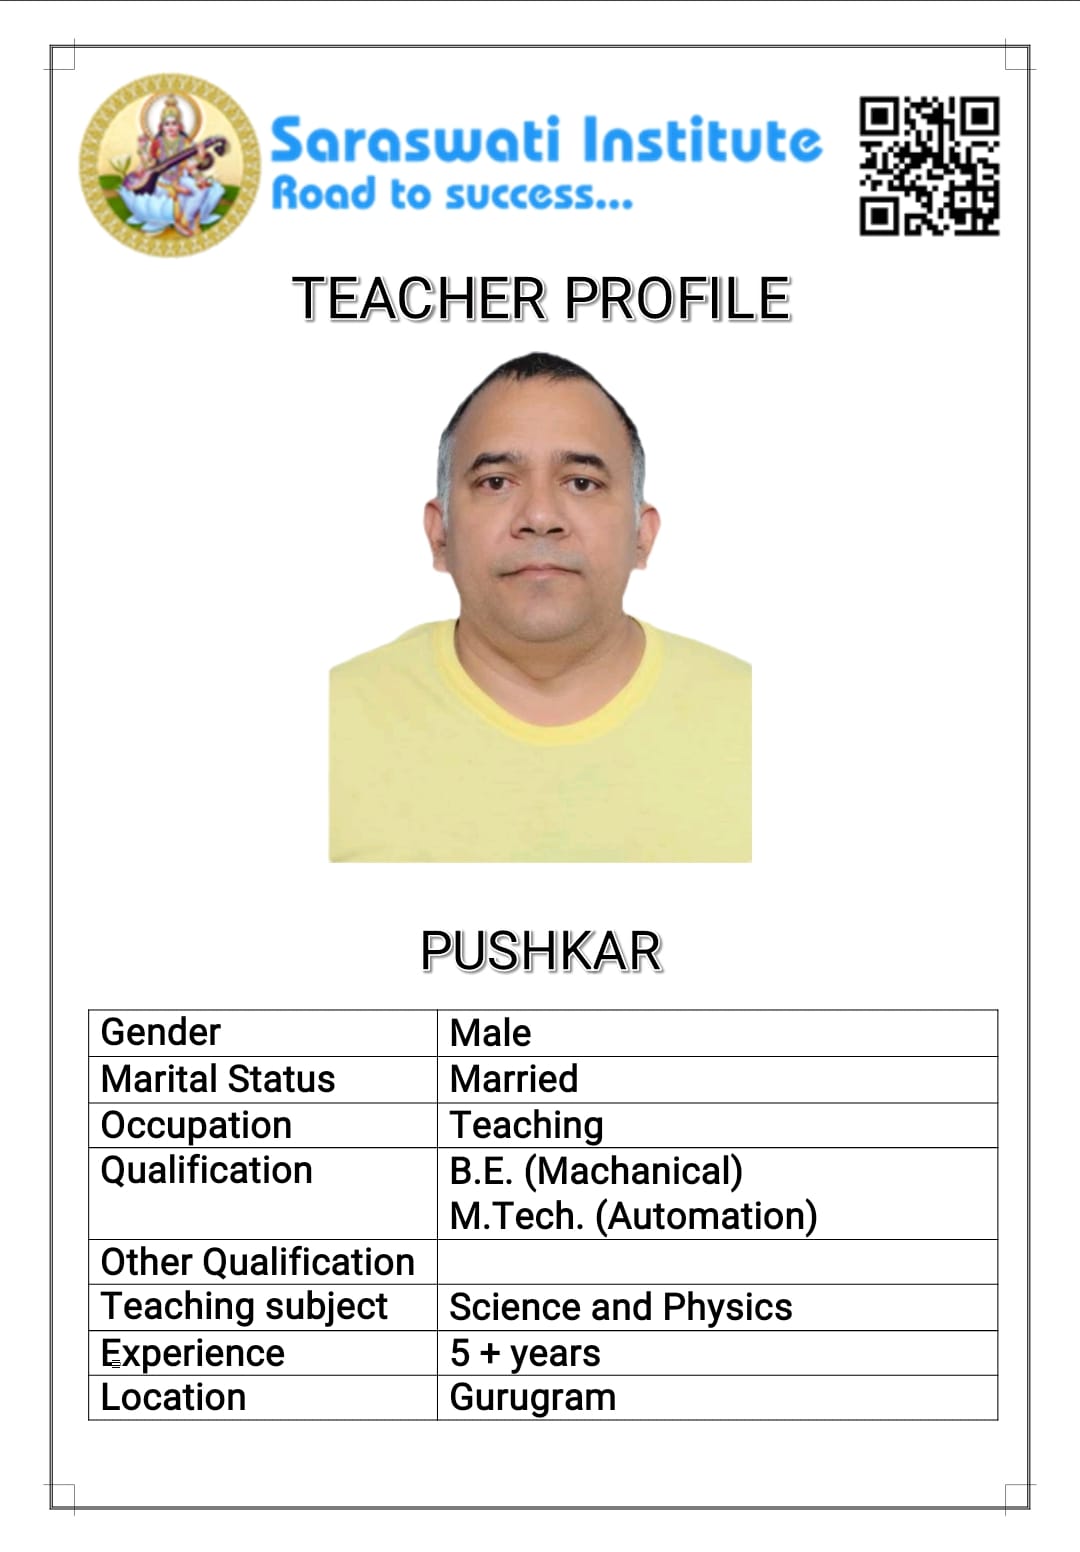 Saraswati Institute
Road to success...
TEACHER PROFILE
PUSHKAR
Gender Male
Marital Status Married
Occupation Teaching
Qualification B.E. (Machanical)
M.Tech. (Automation)
Other Qualification
Teaching subject Science and Physics
Experience 5 + years
Location Gurugram